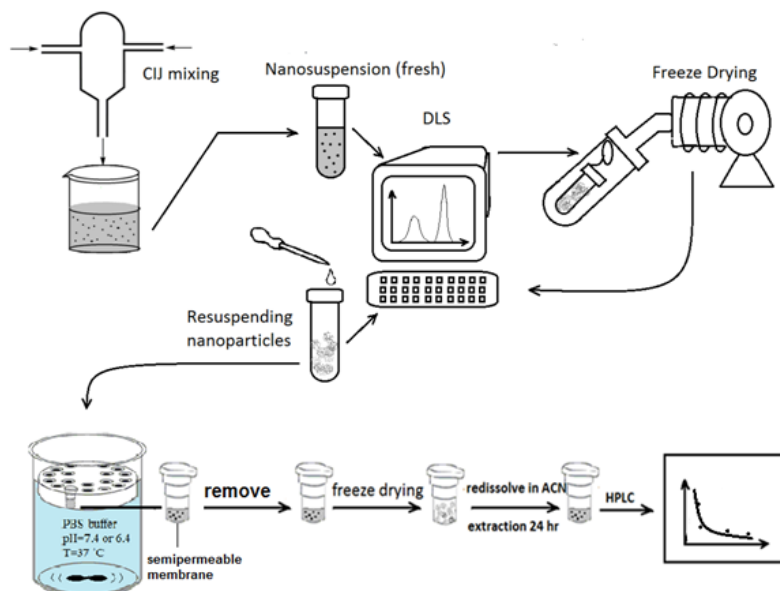 CIJ mixing
Nanosuspension (fresh)
DLS
Freeze Drying
Resuspending
nanoparticles
PBS buffer
pH=7.4 or 6.4
T=37 °C
semipermeable
membrane
remove
freeze drying
redissolve in ACN
extraction 24 hr
HPLC